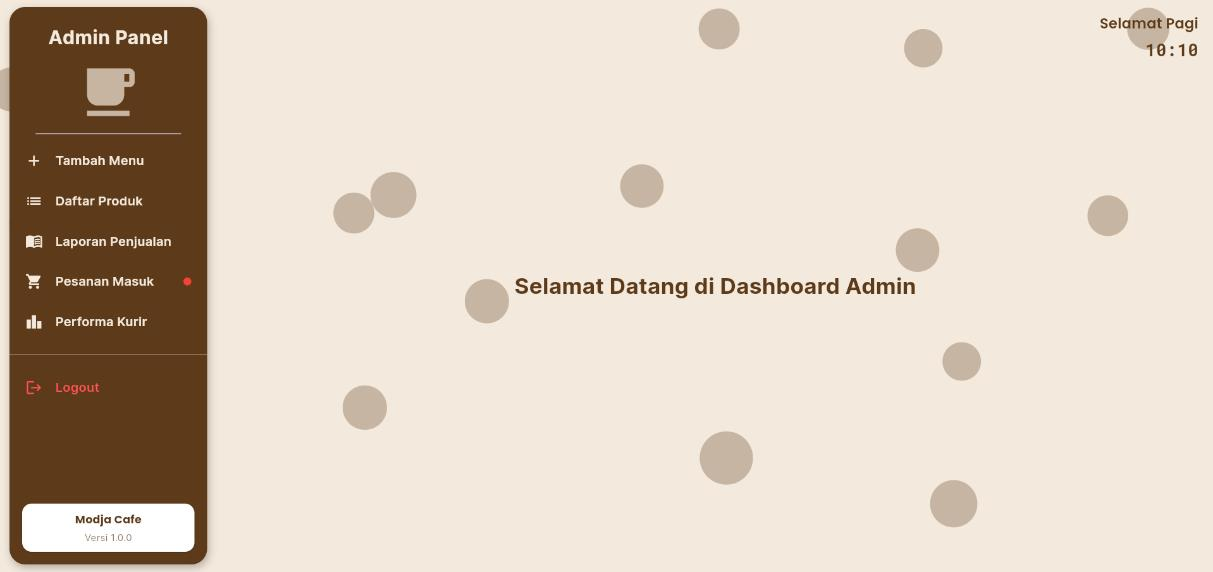 Admin Panel
Tambah Menu
Daftar Produk
Laporan Penjualan
Pesanan Masuk
Performa Kurir
Logout
Modja Cafe
Versi 1.0.0
Selamat Pagi
10:10
Selamat Datang di Dashboard Admin